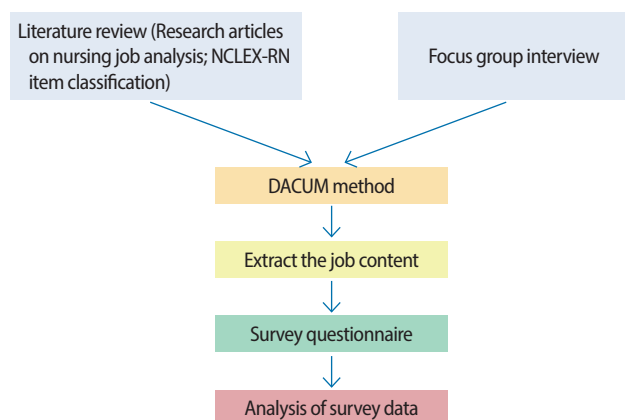 Literature review (Research articles
on nursing job analysis; NCLEX-RN
item classification)
Focus group interview
DACUM method
Extract the job content
Survey questionnaire
Analysis of survey data